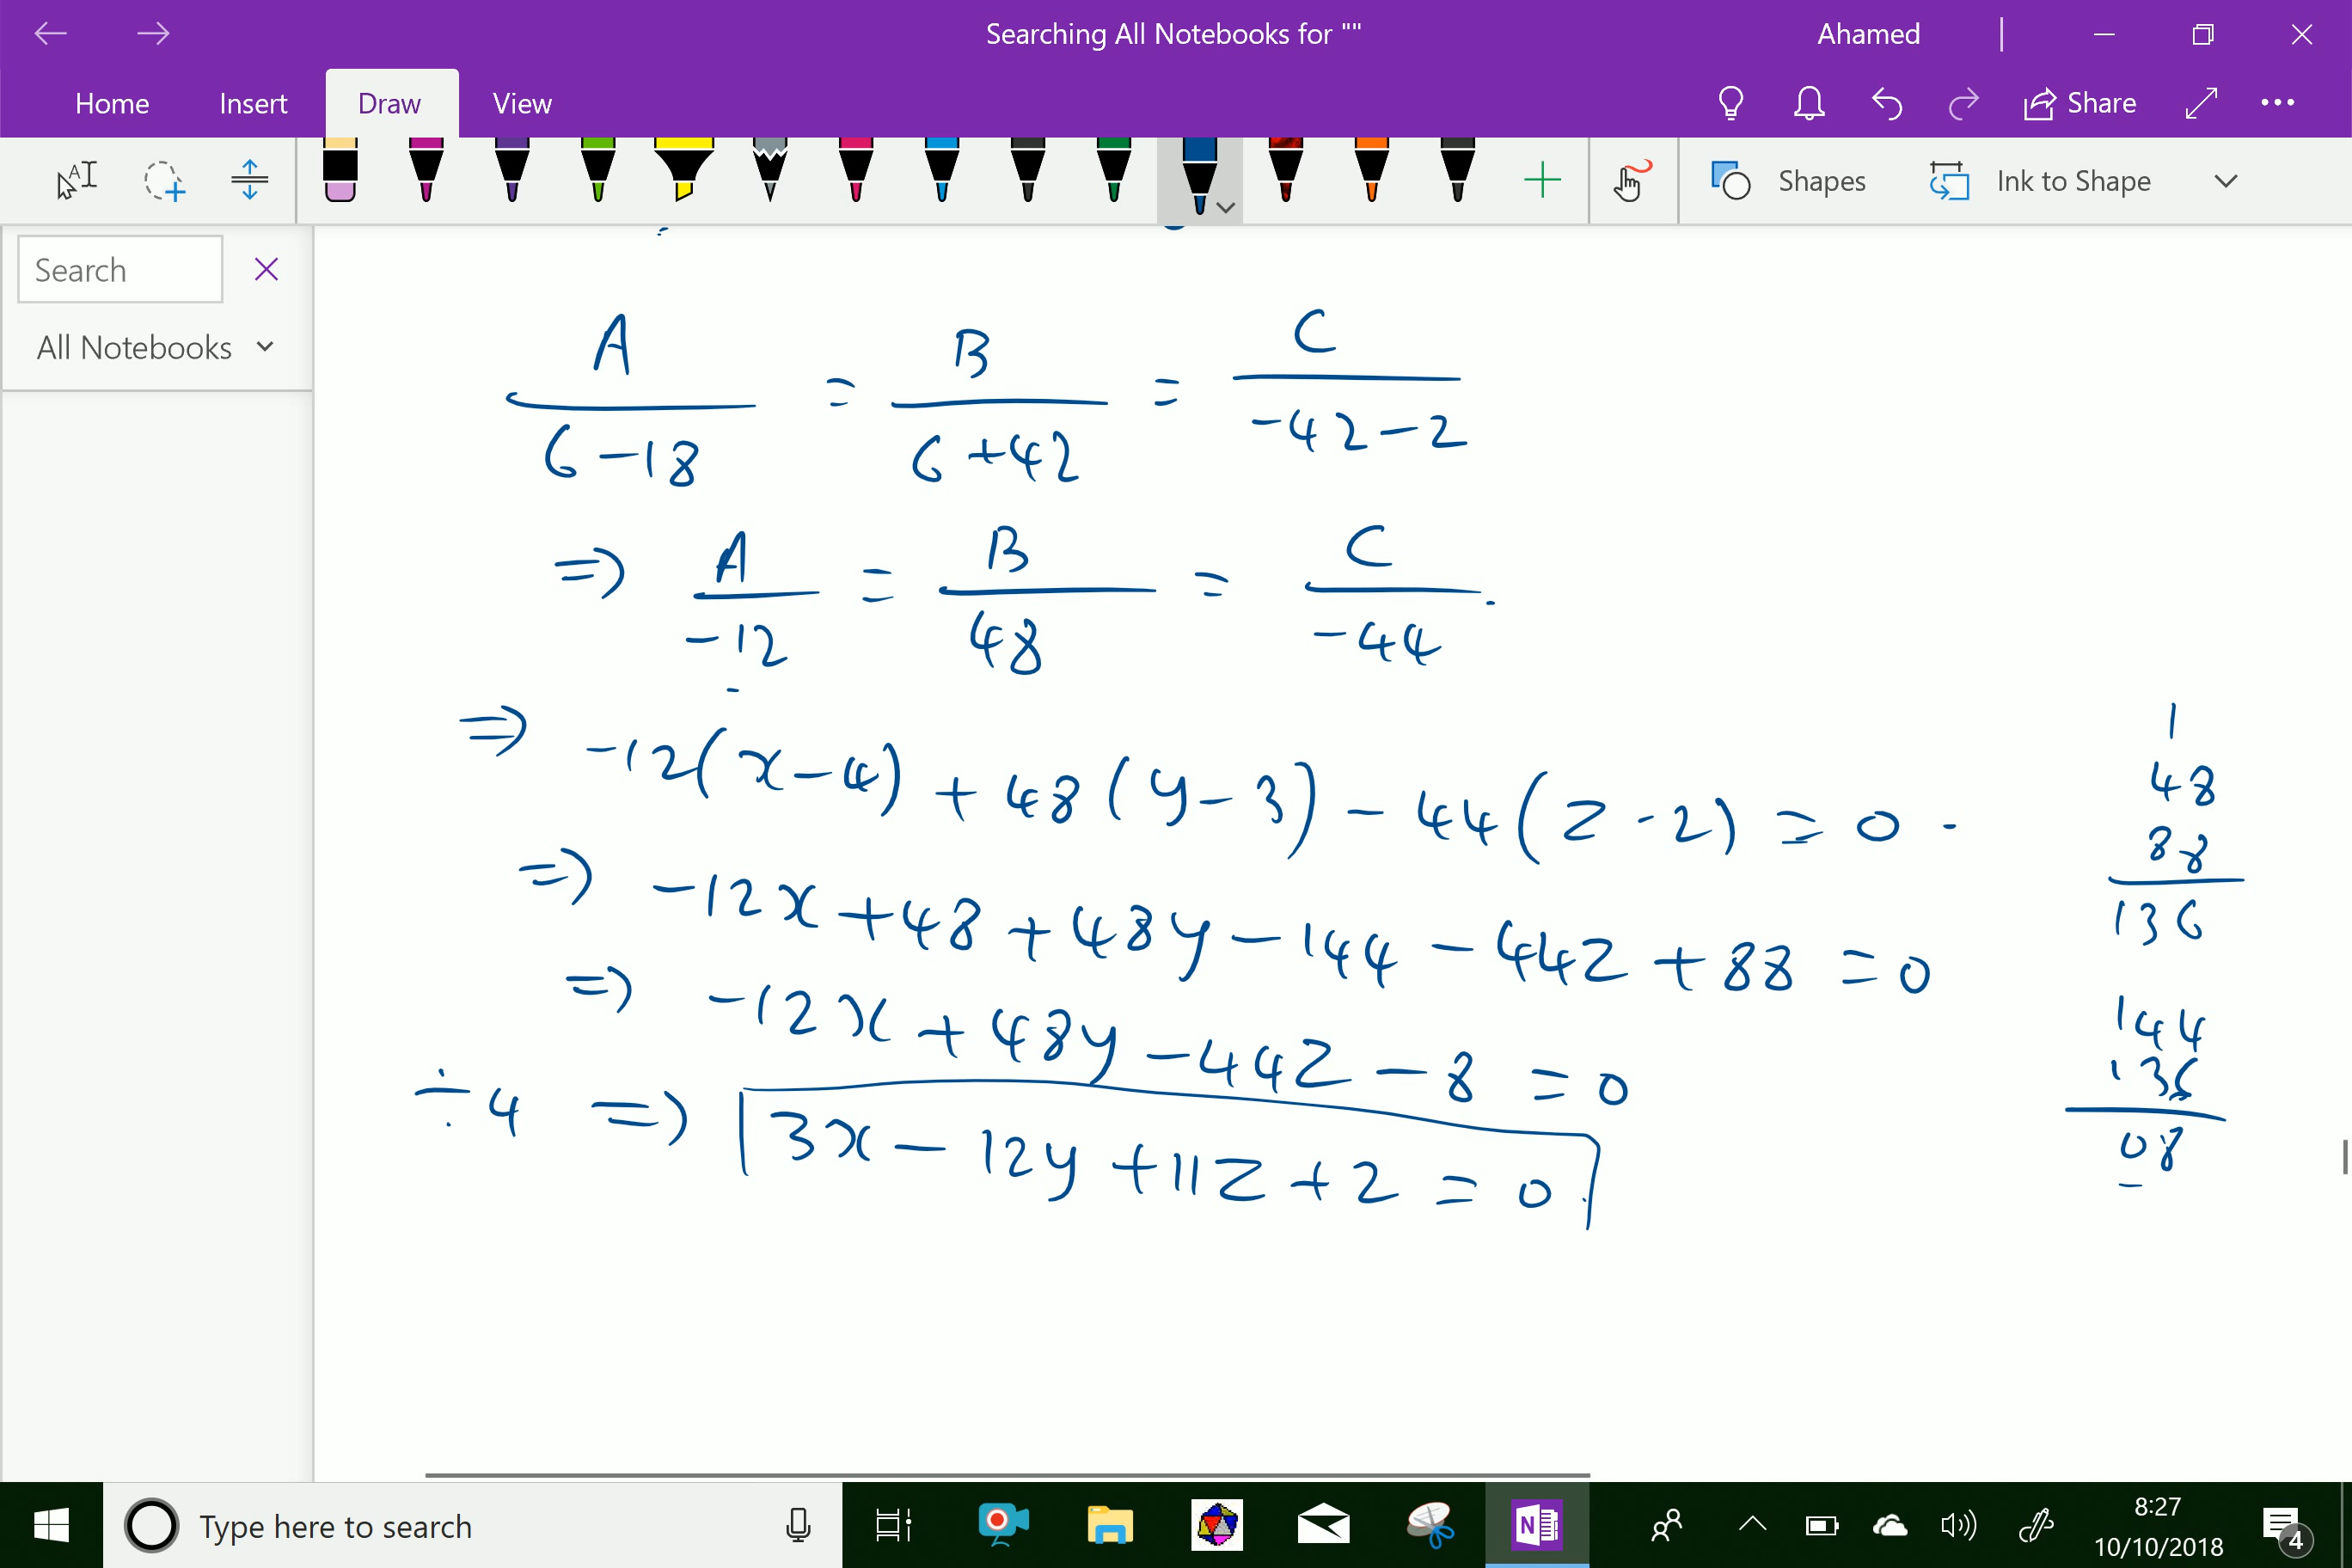 Searching All Notebooks for ""
Ahamed
Home Insert Draw View
Share
Shapes
Ink to Shape
Search
All Notebooks
A/(6-18) = B/(6+42) = C/(-42-2)
=> A/-12 = B/48 = C/-44.
=> -12(x-4) + 48(y-3) - 44(z-2) = 0.
=> -12x+48+48y-144-44z+88=0
=> -12x+48y-44z-8=0
÷4 => 3x-12y+11z+2=0.
1
48
88
136
144
136
08
Type here to search
N
8:27
10/10/2018
4